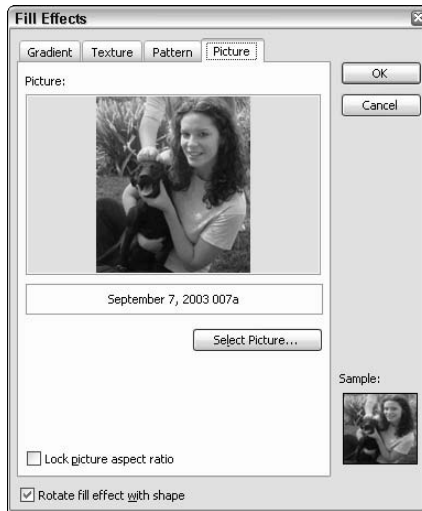 Fill Effects
Gradient Texture Pattern Picture
Picture:
OK
Cancel
September 7, 2003 007a
Select Picture...
Sample:
Lock picture aspect ratio
Rotate fill effect with shape